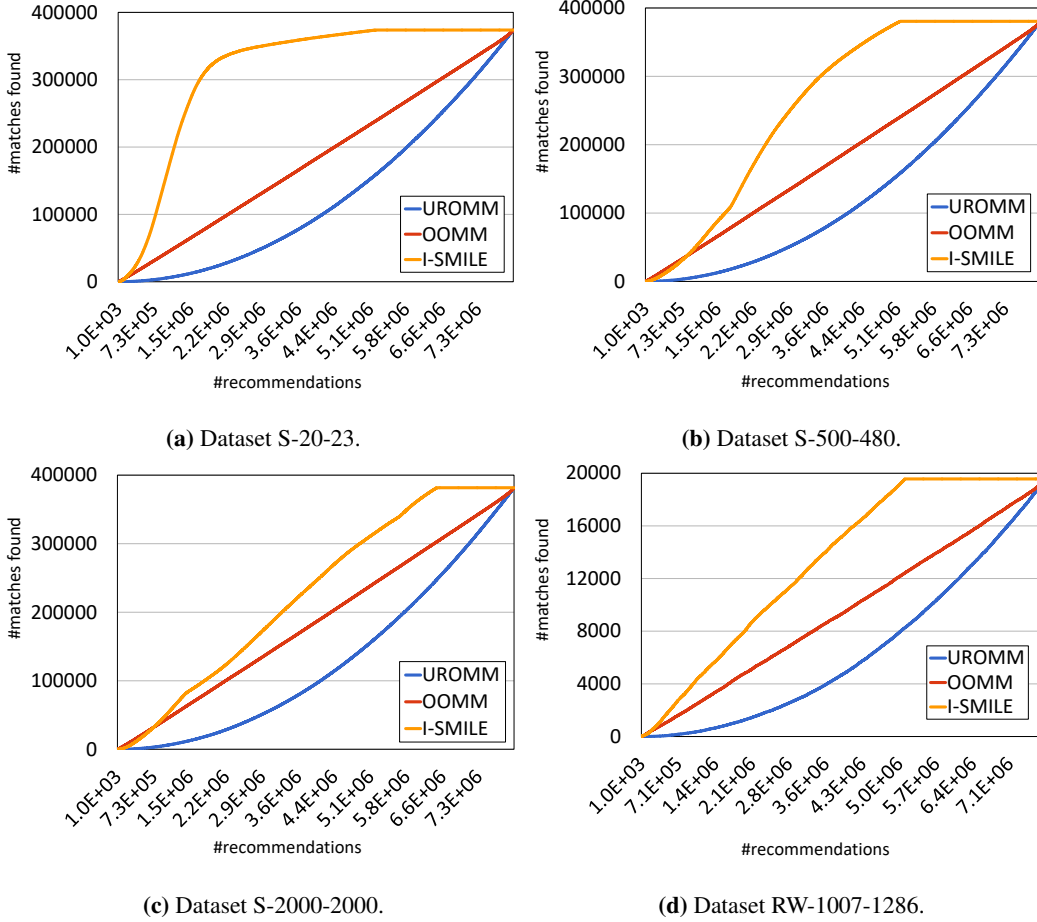 400000
300000
200000
100000
0
#matches found
UROMM
OOMM
I-SMILE
1.0E+03
7.3E+05
1.5E+06
2.2E+06
2.9E+06
3.6E+06
4.4E+06
5.1E+06
5.8E+06
6.6E+06
7.3E+06
#recommendations
(a) Dataset S-20-23.
400000
300000
200000
100000
0
#matches found
UROMM
OOMM
I-SMILE
1.0E+03
7.3E+05
1.5E+06
2.2E+06
2.9E+06
3.6E+06
4.4E+06
5.1E+06
5.8E+06
6.6E+06
7.3E+06
#recommendations
(b) Dataset S-500-480.
400000
300000
200000
100000
0
#matches found
UROMM
OOMM
I-SMILE
1.0E+03
7.3E+05
1.5E+06
2.2E+06
2.9E+06
3.6E+06
4.4E+06
5.1E+06
5.8E+06
6.6E+06
7.3E+06
#recommendations
(c) Dataset S-2000-2000.
20000
16000
12000
8000
4000
0
#matches found
UROMM
OOMM
I-SMILE
1.0E+03
7.1E+05
1.4E+06
2.1E+06
2.8E+06
3.6E+06
4.3E+06
5.0E+06
5.7E+06
6.4E+06
7.1E+06
#recommendations
(d) Dataset RW-1007-1286.